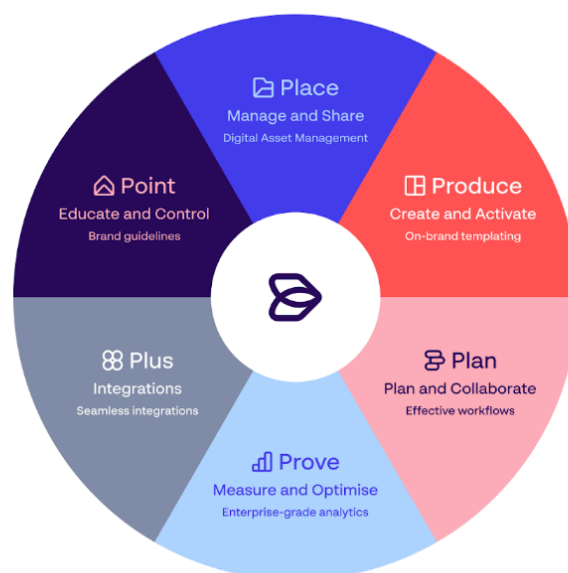 Place
Manage and Share
Digital Asset Management
Produce
Create and Activate
On-brand templating
Plan
Plan and Collaborate
Effective workflows
Prove
Measure and Optimise
Enterprise-grade analytics
Plus
Integrations
Seamless integrations
Point
Educate and Control
Brand guidelines